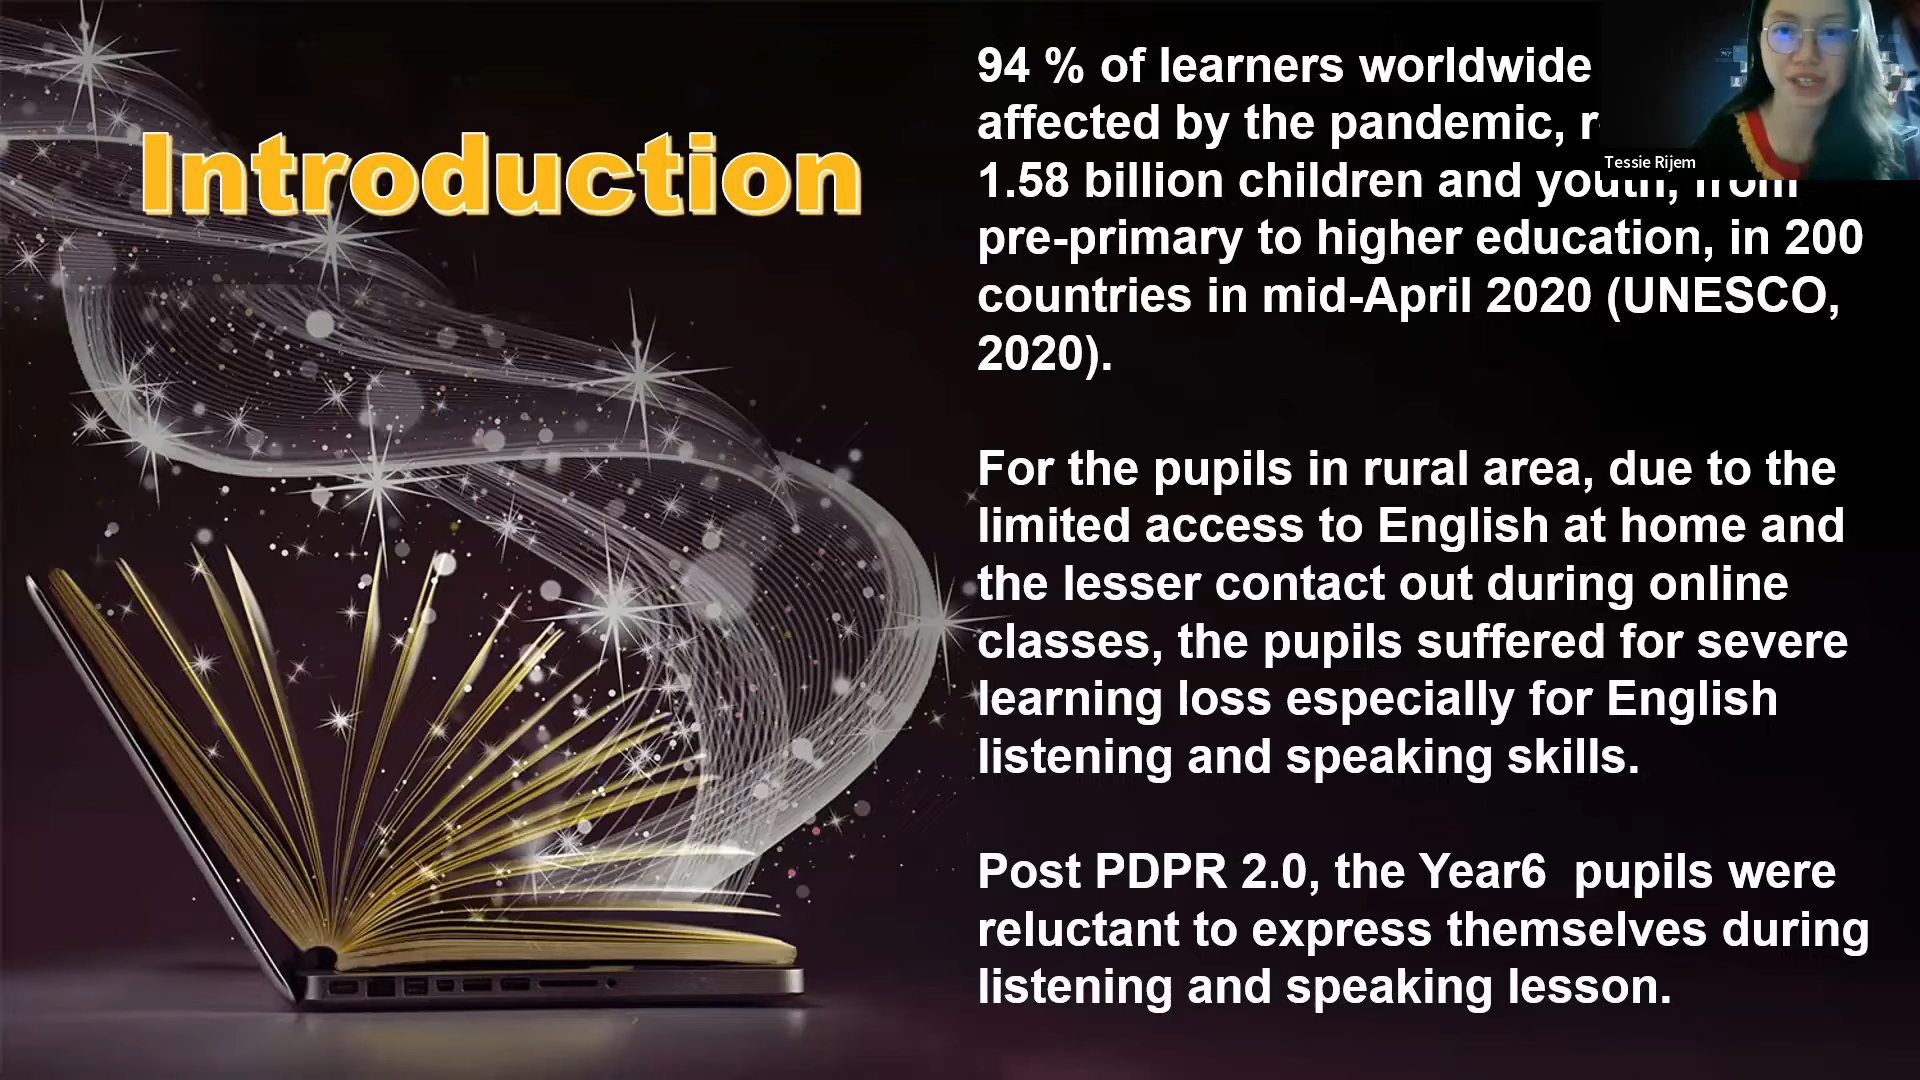 Introduction
94 % of learners worldwide
affected by the pandemic,
1.58 billion children and youth, from
pre-primary to higher education, in 200
countries in mid-April 2020 (UNESCO,
2020).
For the pupils in rural area, due to the
limited access to English at home and
the lesser contact out during online
classes, the pupils suffered for severe
learning loss especially for English
listening and speaking skills.
Post PDPR 2.0, the Year6  pupils were
reluctant to express themselves during
listening and speaking lesson.
Tessie Rijem